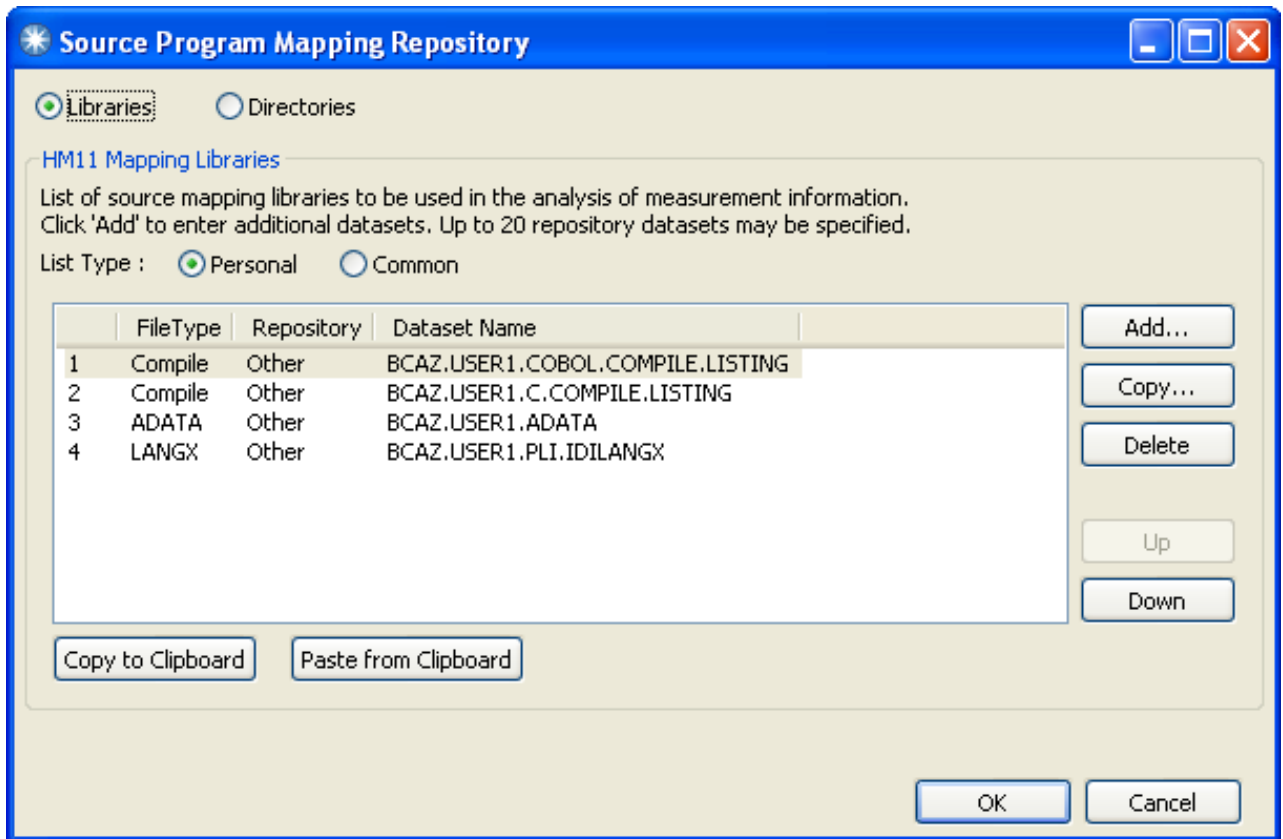 Source Program Mapping Repository
Libraries Directories
HM11 Mapping Libraries
List of source mapping libraries to be used in the analysis of measurement information.
Click 'Add' to enter additional datasets. Up to 20 repository datasets may be specified.
List Type : Personal Common
FileType Repository Dataset Name
1 Compile Other BCAZ.USER1.COBOL.COMPILE.LISTING
2 Compile Other BCAZ.USER1.C.COMPILE.LISTING
3 ADATA Other BCAZ.USER1.ADATA
4 LANGX Other BCAZ.USER1.PLI.IDILANGX
Add...
Copy...
Delete
Up
Down
Copy to Clipboard Paste from Clipboard
OK Cancel